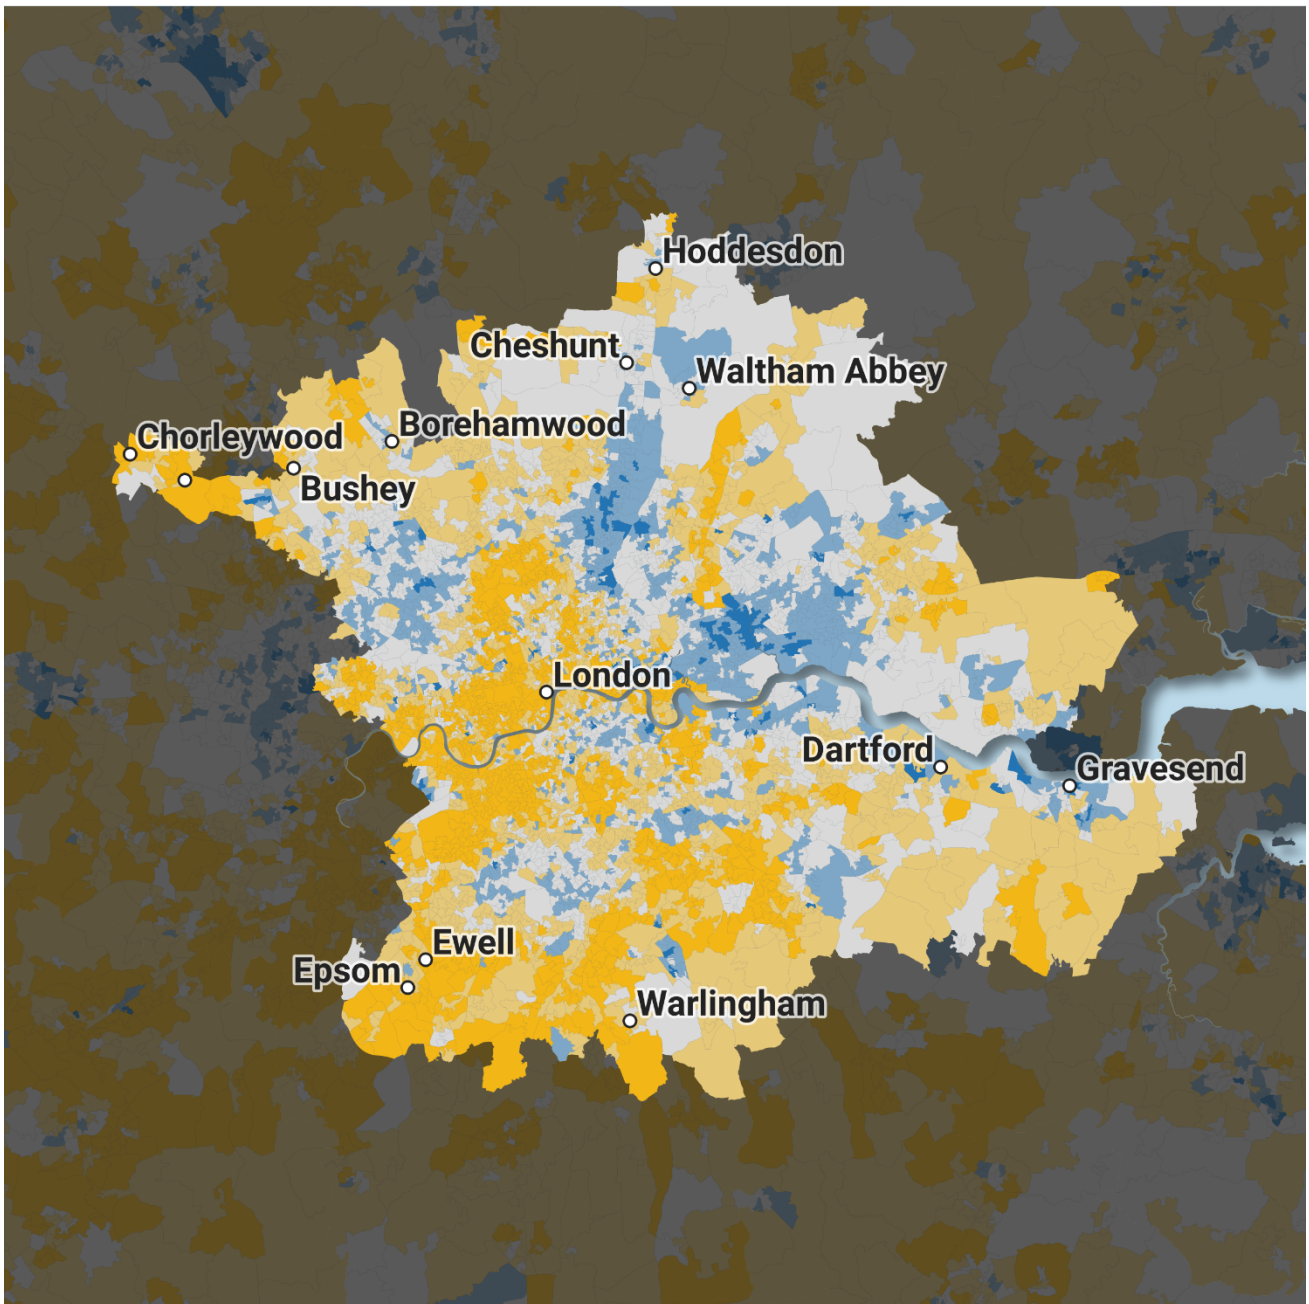 Hoddesdon
Cheshunt
Waltham Abbey
Chorleywood
Borehamwood
Bushey
London
Dartford
Gravesend
Ewell
Epsom
Warlingham